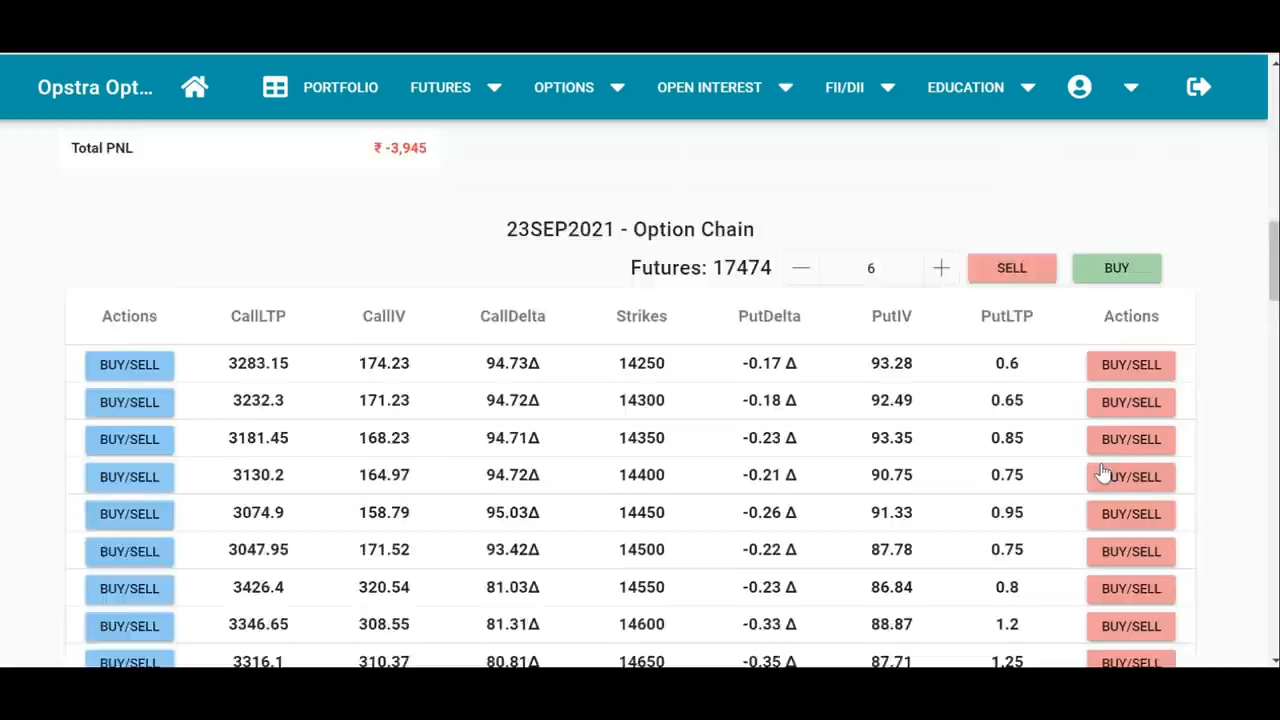 Opstra Opt... PORTFOLIO FUTURES OPTIONS OPEN INTEREST FII/DII EDUCATION
Total PNL ₹ -3,945
23SEP2021 - Option Chain
Futures: 17474 — 6 + SELL BUY
Actions CallLTP CallIV CallDelta Strikes PutDelta PutIV PutLTP Actions
BUY/SELL 3283.15 174.23 94.73Δ 14250 -0.17 Δ 93.28 0.6 BUY/SELL
BUY/SELL 3232.3 171.23 94.72Δ 14300 -0.18 Δ 92.49 0.65 BUY/SELL
BUY/SELL 3181.45 168.23 94.71Δ 14350 -0.23 Δ 93.35 0.85 BUY/SELL
BUY/SELL 3130.2 164.97 94.72Δ 14400 -0.21 Δ 90.75 0.75 BUY/SELL
BUY/SELL 3074.9 158.79 95.03Δ 14450 -0.26 Δ 91.33 0.95 BUY/SELL
BUY/SELL 3047.95 171.52 93.42Δ 14500 -0.22 Δ 87.78 0.75 BUY/SELL
BUY/SELL 3426.4 320.54 81.03Δ 14550 -0.23 Δ 86.84 0.8 BUY/SELL
BUY/SELL 3346.65 308.55 81.31Δ 14600 -0.33 Δ 88.87 1.2 BUY/SELL
BUY/SELL 3316.1 310.37 80.81Δ 14650 -0.35 Δ 87.71 1.25 BUY/SELL